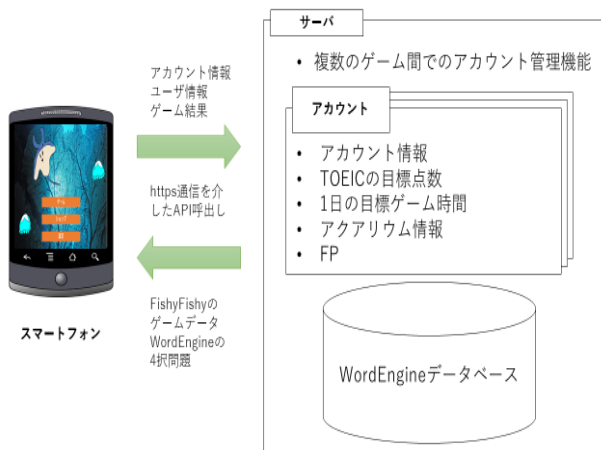 サーバ
• 複数のゲーム間でのアカウント管理機能
アカウント
• アカウント情報
• TOEICの目標点数
• 1日の目標ゲーム時間
• アクアリウム情報
• FP
WordEngineデータベース
アカウント情報
ユーザ情報
ゲーム結果
https通信を介
したAPI呼出し
FishyFishyの
ゲームデータ
WordEngineの
4択問題
スマートフォン